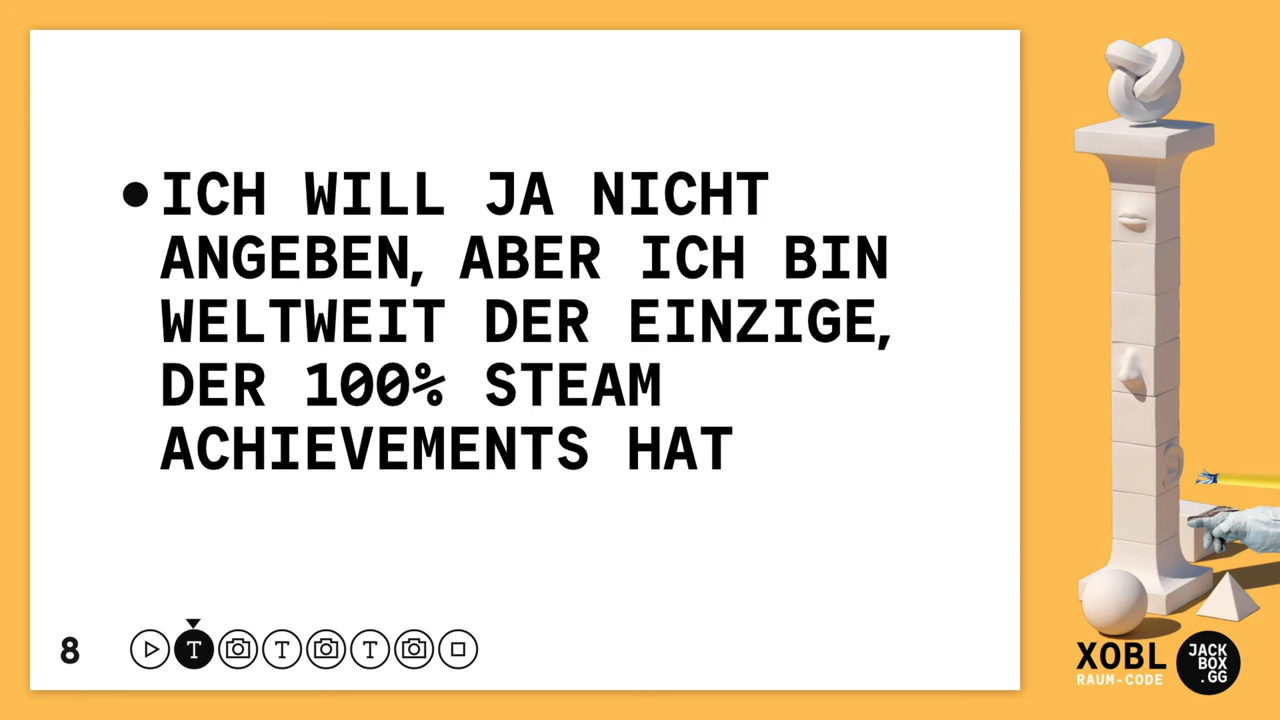 ICH WILL JA NICHT
ANGEBEN, ABER ICH BIN
WELTWEIT DER EINZIGE,
DER 100% STEAM
ACHIEVEMENTS HAT
8
T T T
XOBL
RAUM-CODE
JACK
BOX
.GG